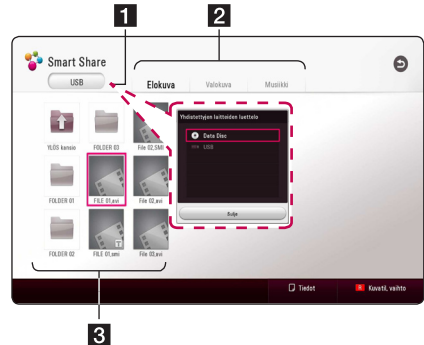 1
2
Smart Share
USB
Elokuva
Valokuva
Musiikki
Yhdistettyjen laitteiden luettelo
Data Disc
USB
Sulje
YLÖS kansio
FOLDER 03
File 02.SMI
FOLDER 01
FILE 01.avi
File 02.avi
FOLDER 02
FILE 01.smi
File 03.avi
Tiedot
Kuvatil. vaihto
3